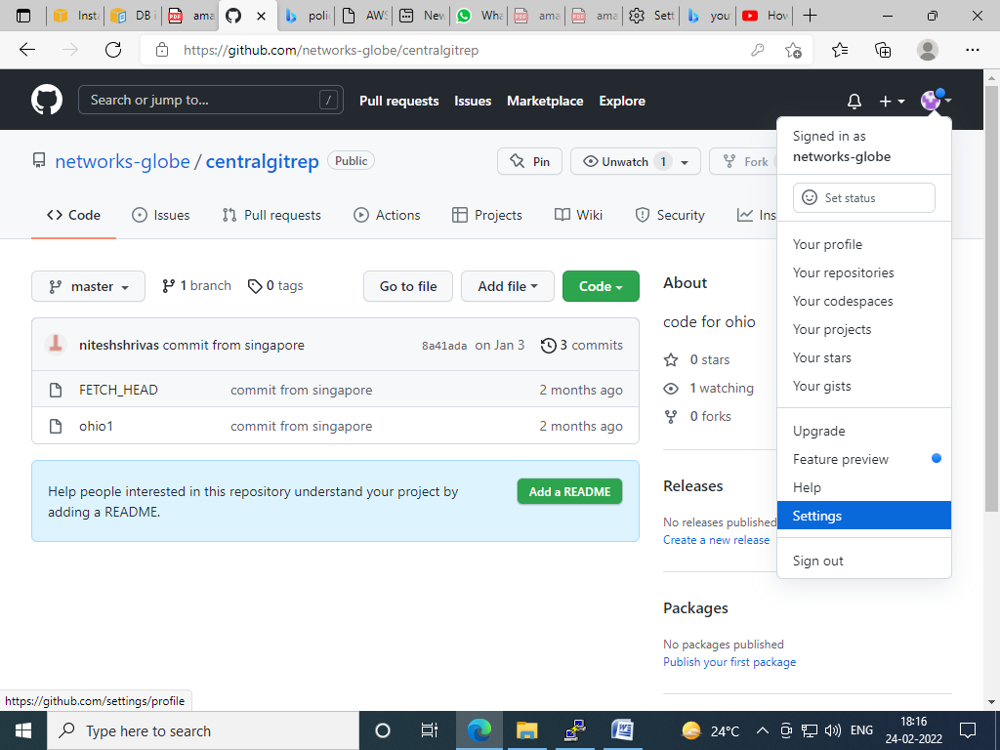 Inst
DB i
ama
poli
AWS
New
Wha
ama
ama
Sett
you
How
https://github.com/networks-globe/centralgitrep
Search or jump to...
/
Pull requests
Issues
Marketplace
Explore
Signed in as
networks-globe
networks-globe / centralgitrep
Public
Pin
Unwatch 1
Fork
Set status
Code
Issues
Pull requests
Actions
Projects
Wiki
Security
Ins
Your profile
Your repositories
Your codespaces
Your projects
Your stars
Your gists
Upgrade
Feature preview
Help
Settings
Sign out
master
1 branch
0 tags
Go to file
Add file
Code
niteshshrivas commit from singapore
8a41ada on Jan 3
3 commits
FETCH_HEAD
commit from singapore
2 months ago
ohio1
commit from singapore
2 months ago
Help people interested in this repository understand your project by
adding a README.
Add a README
About
code for ohio
0 stars
1 watching
0 forks
Releases
No releases published
Create a new release
Packages
No packages published
Publish your first package
https://github.com/settings/profile
Type here to search
24°C
ENG
18:16
24-02-2022